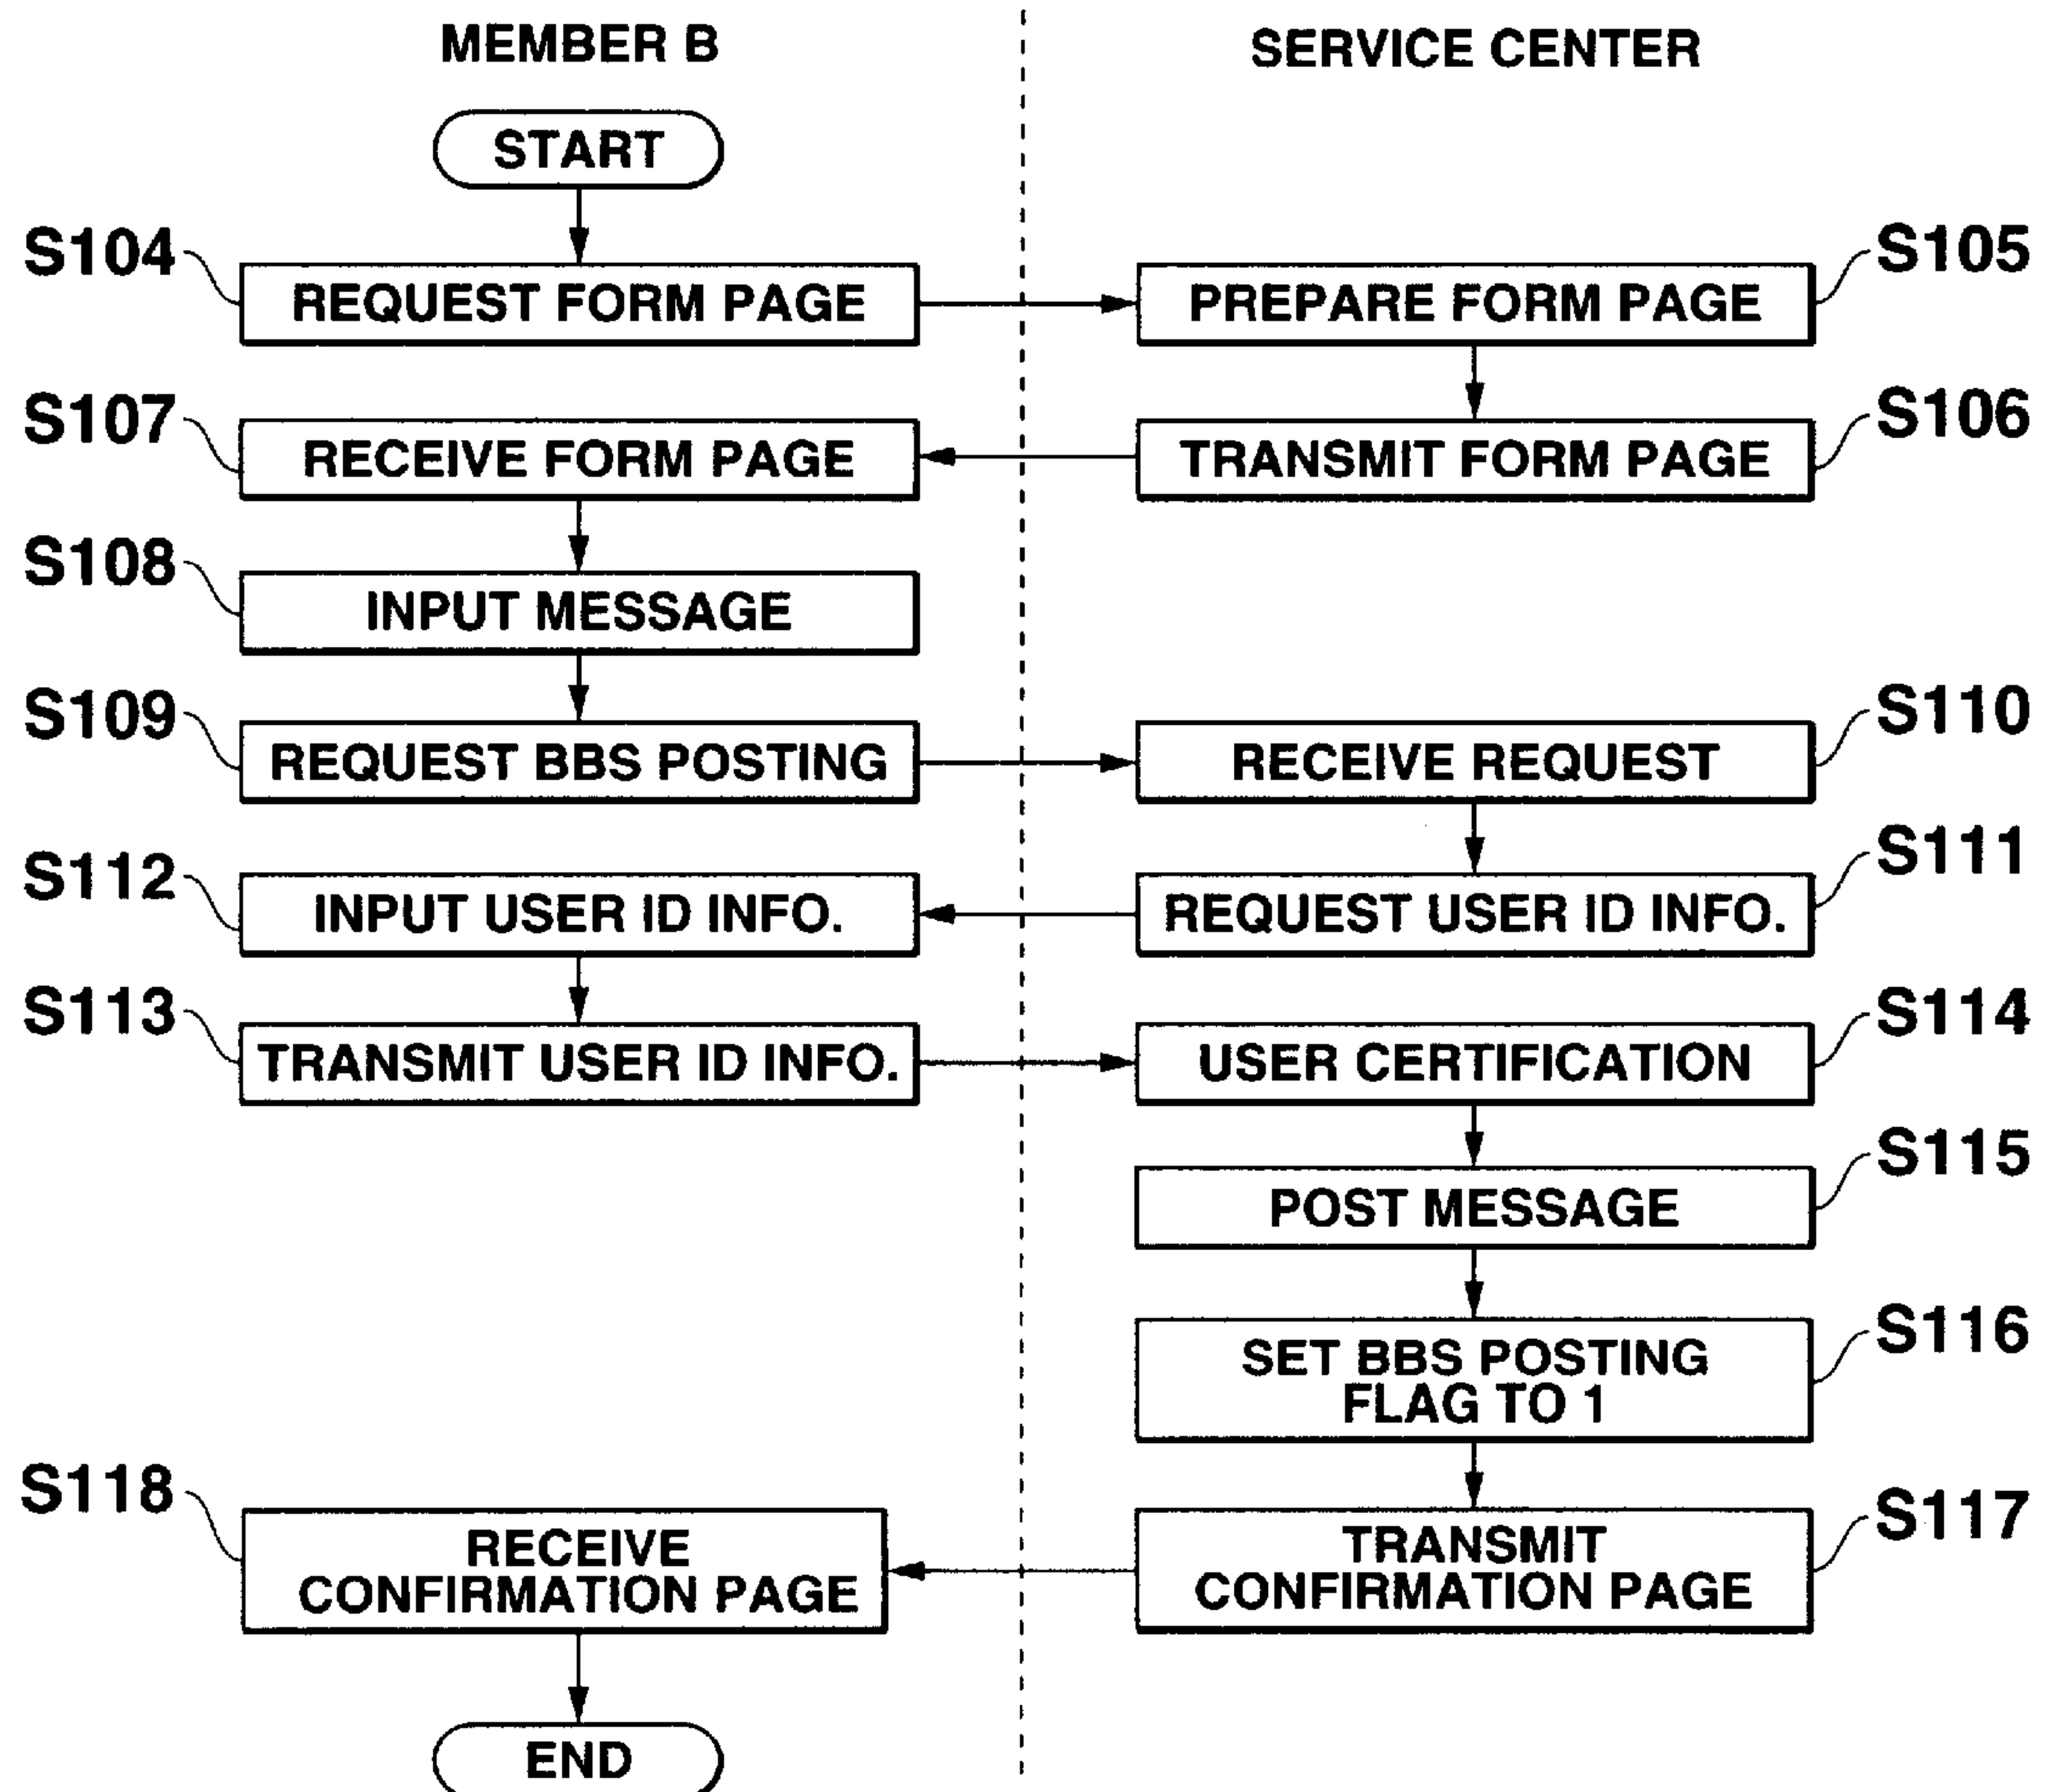 MEMBER B
SERVICE CENTER
START
S104
REQUEST FORM PAGE
PREPARE FORM PAGE
S105
S107
RECEIVE FORM PAGE
TRANSMIT FORM PAGE
S106
S108
INPUT MESSAGE
S109
REQUEST BBS POSTING
RECEIVE REQUEST
S110
S112
INPUT USER ID INFO.
REQUEST USER ID INFO.
S111
S113
TRANSMIT USER ID INFO.
USER CERTIFICATION
S114
POST MESSAGE
S115
SET BBS POSTING
FLAG TO 1
S116
S118
RECEIVE
CONFIRMATION PAGE
TRANSMIT
CONFIRMATION PAGE
S117
END